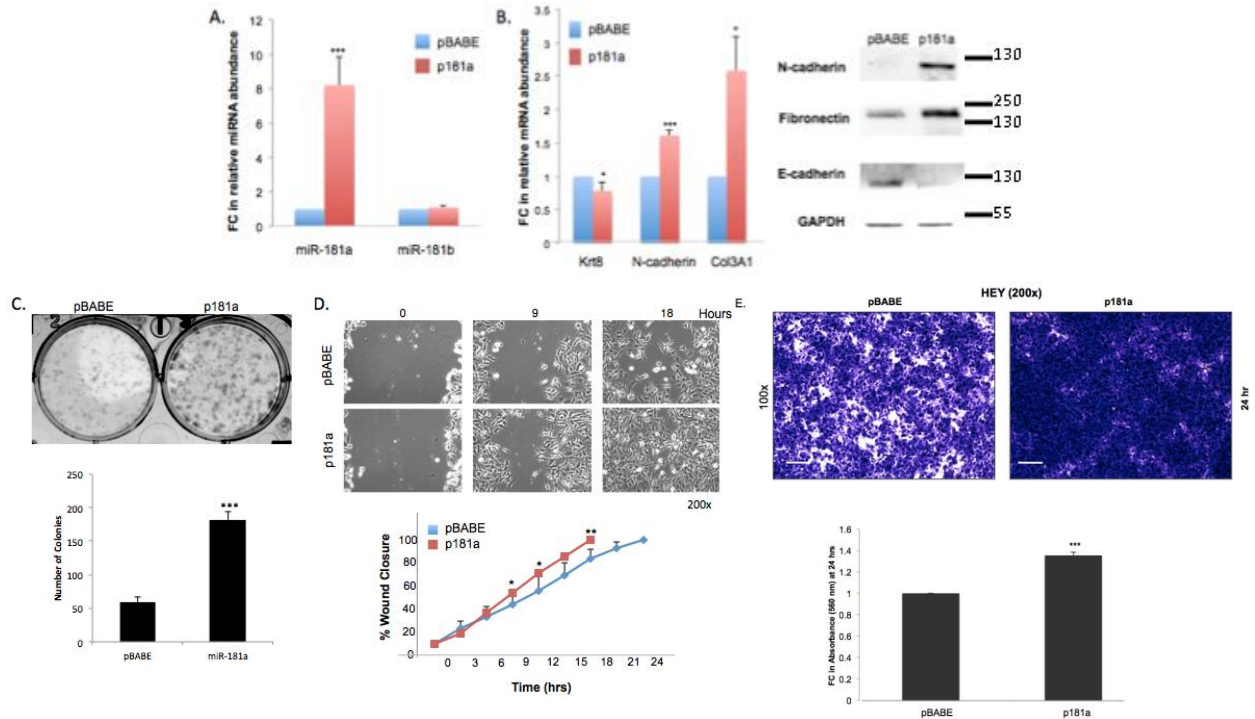 A.
FC in relative miRNA abundance
12
10
8
6
4
2
0
***
pBABE
p181a
miR-181a
miR-181b
B.
FC in relative mRNA abundance
3.5
3
2.5
2
1.5
1
0.5
0
*
***
*
pBABE
p181a
Krt8
N-cadherin
Col3A1
pBABE
p181a
N-cadherin
130
Fibronectin
250
130
E-cadherin
130
GAPDH
55
C.
pBABE
p181a
Number of Colonies
250
200
150
100
50
0
***
pBABE
miR-181a
D.
0
9
18
Hours
pBABE
p181a
200x
pBABE
p181a
% Wound Closure
100
80
60
40
20
0
*
*
**
0 3 6 9 12 15 18 21 24
Time (hrs)
E.
HEY (200x)
pBABE
p181a
100x
24 hr
FC in Absorbance (560 nm) at 24 hrs
1.6
1.4
1.2
1
0.8
0.6
0.4
0.2
0
***
pBABE
p181a